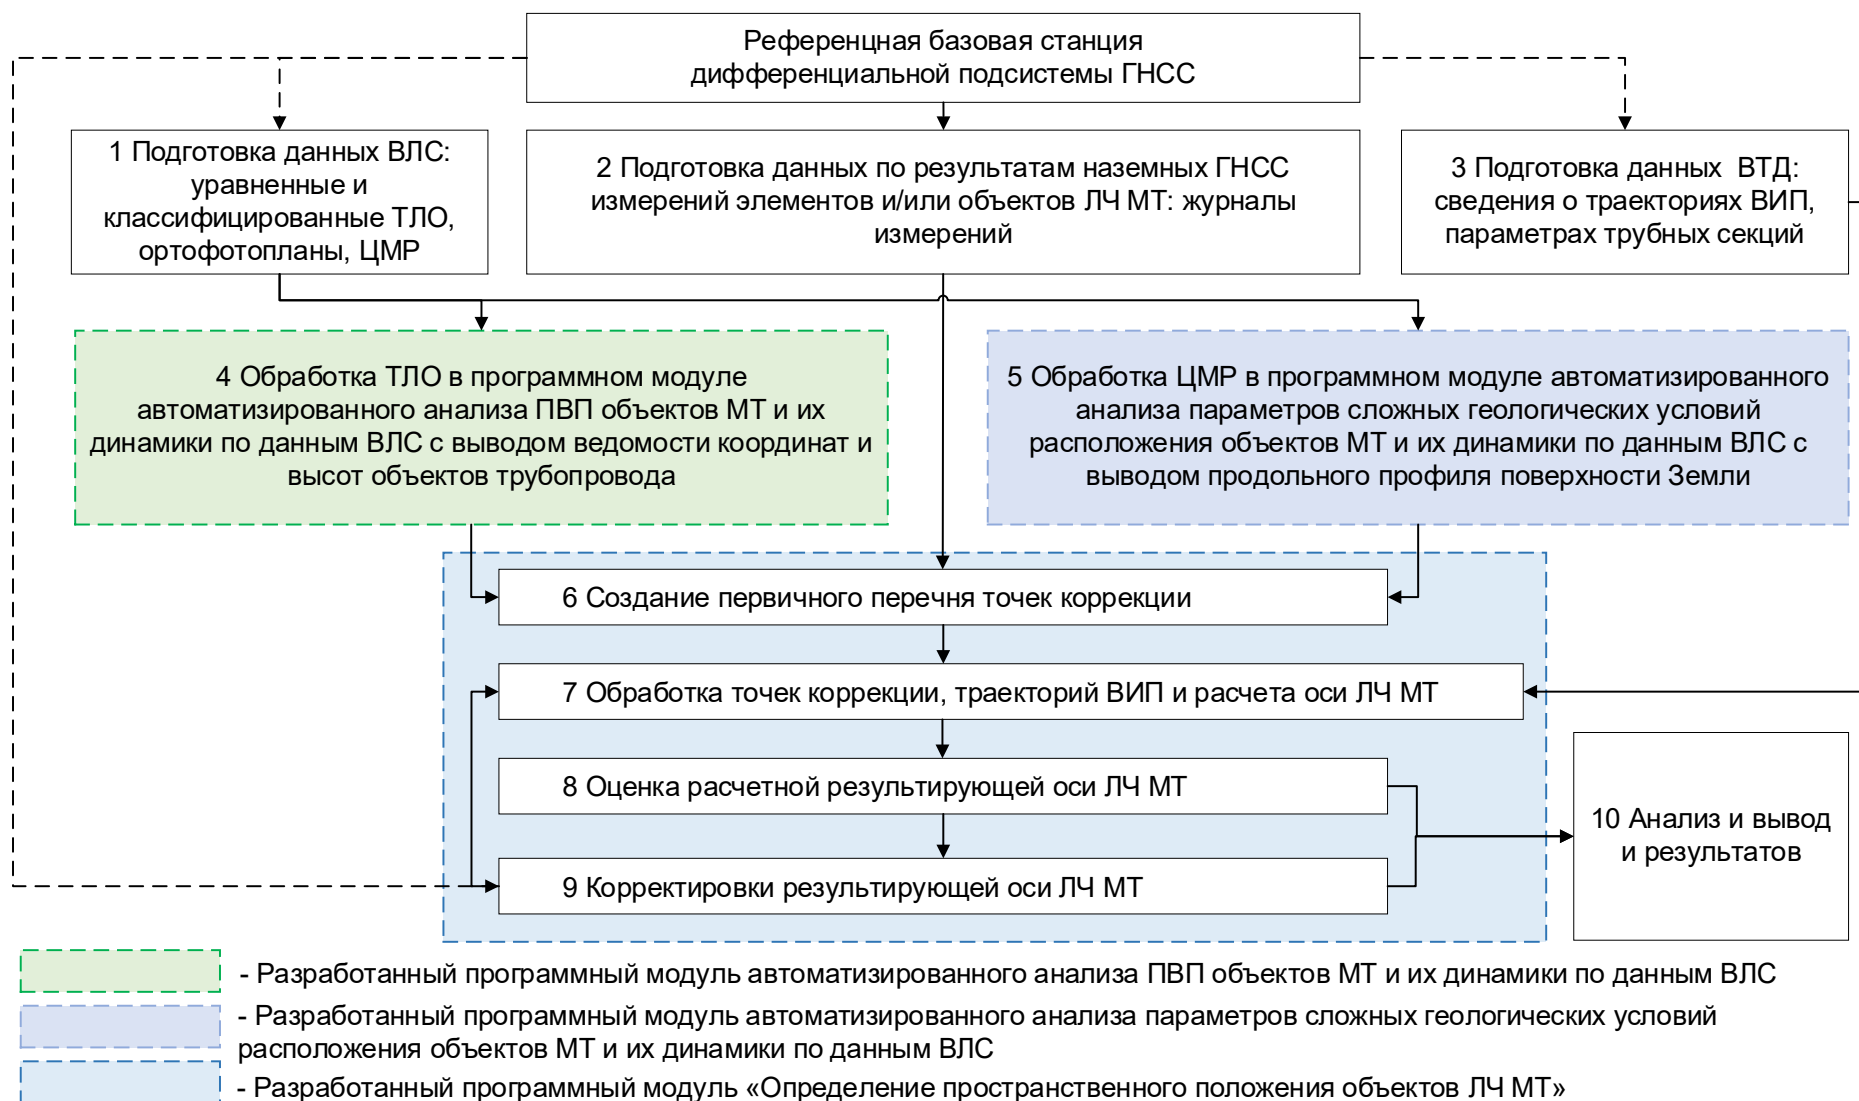 Референцная базовая станция
дифференциальной подсистемы ГНСС
1 Подготовка данных ВЛС:
уравненные и
классифицированные ТЛО,
ортофотопланы, ЦМР
2 Подготовка данных по результатам наземных ГНСС
измерений элементов и/или объектов ЛЧ МТ: журналы
измерений
3 Подготовка данных ВТД:
сведения о траекториях ВИП,
параметрах трубных секций
4 Обработка ТЛО в программном модуле
автоматизированного анализа ПВП объектов МТ и их
динамики по данным ВЛС с выводом ведомости координат и
высот объектов трубопровода
5 Обработка ЦМР в программном модуле автоматизированного
анализа параметров сложных геологических условий
расположения объектов МТ и их динамики по данным ВЛС с
выводом продольного профиля поверхности Земли
6 Создание первичного перечня точек коррекции
7 Обработка точек коррекции, траекторий ВИП и расчета оси ЛЧ МТ
8 Оценка расчетной результирующей оси ЛЧ МТ
9 Корректировки результирующей оси ЛЧ МТ
10 Анализ и вывод
и результатов
- Разработанный программный модуль автоматизированного анализа ПВП объектов МТ и их динамики по данным ВЛС
- Разработанный программный модуль автоматизированного анализа параметров сложных геологических условий
расположения объектов МТ и их динамики по данным ВЛС
- Разработанный программный модуль «Определение пространственного положения объектов ЛЧ МТ»